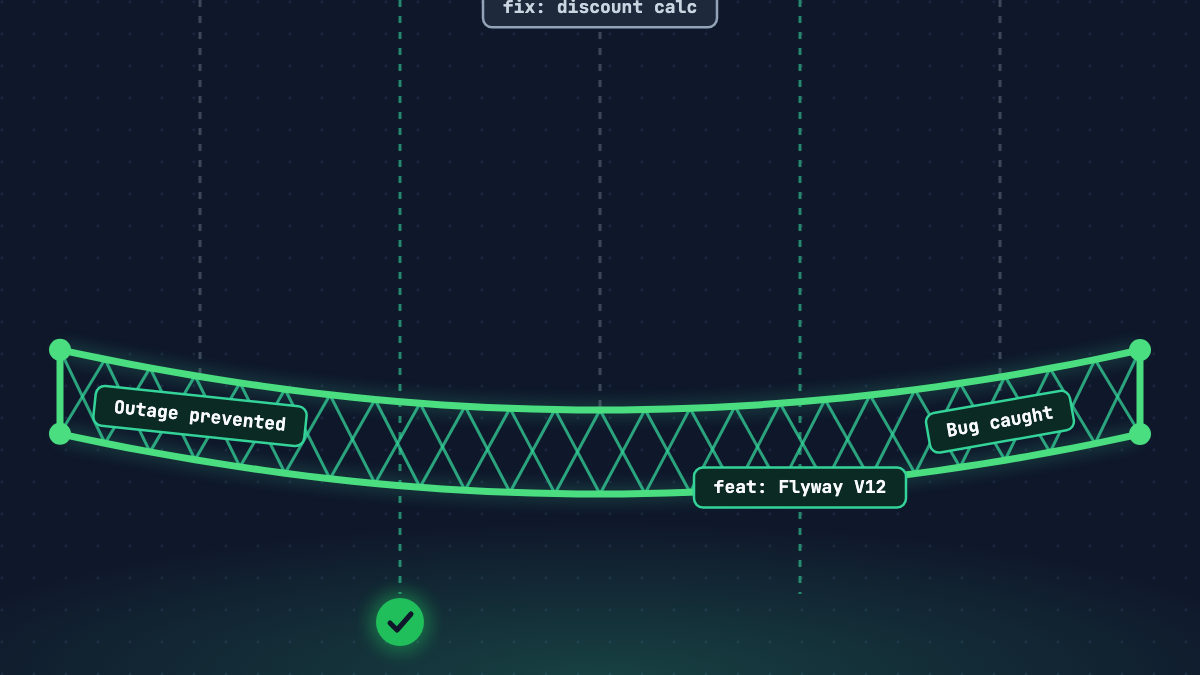 fix: discount calc
Outage prevented
Bug caught
feat: Flyway V12